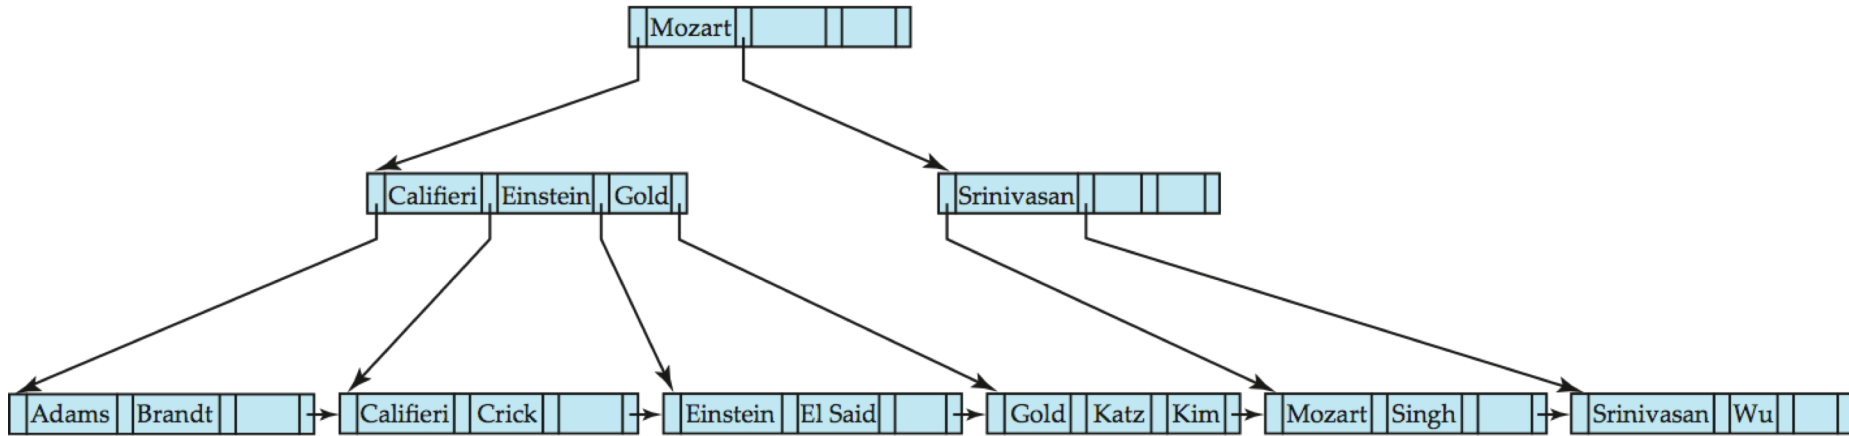 Mozart
Califieri Einstein Gold Srinivasan
Adams Brandt Califieri Crick Einstein El Said Gold Katz Kim Mozart Singh Srinivasan Wu